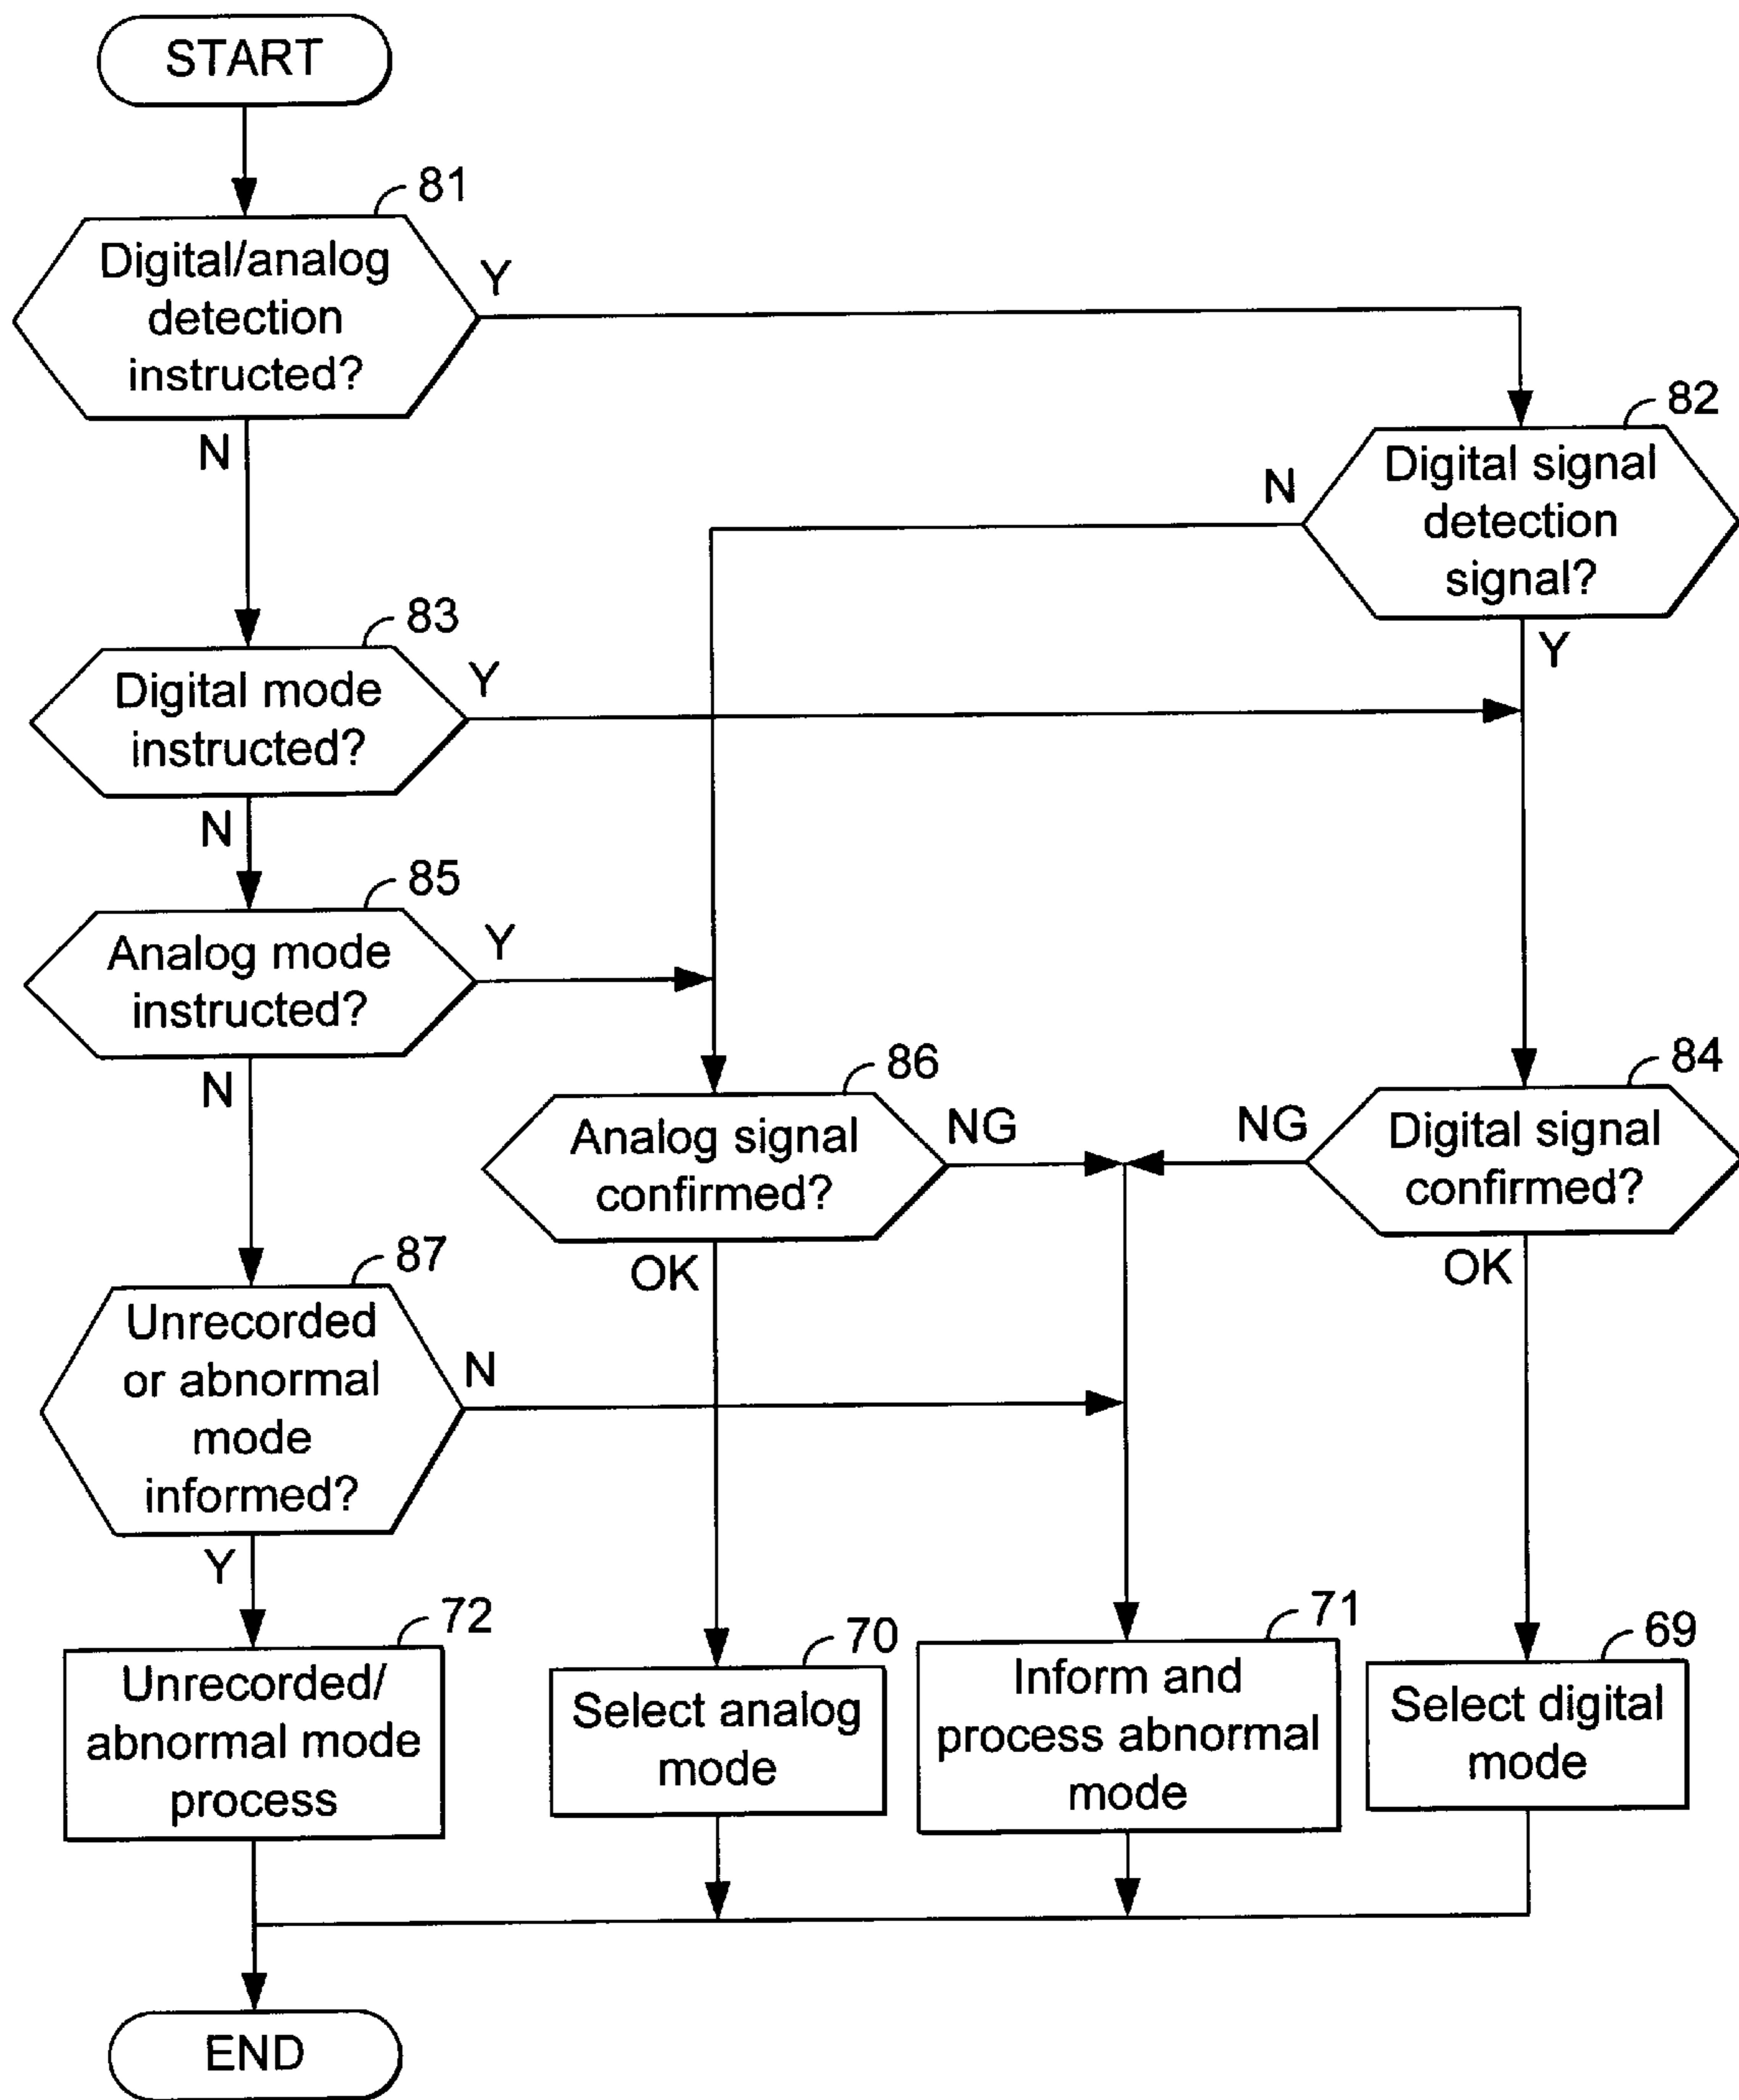 START
81
Digital/analog
detection
instructed?
Y
N
82
Digital signal
detection
signal?
N
Y
83
Digital mode
instructed?
Y
N
85
Analog mode
instructed?
Y
N
86
Analog signal
confirmed?
NG
OK
84
Digital signal
confirmed?
NG
OK
87
Unrecorded
or abnormal
mode
informed?
N
Y
72
Unrecorded/
abnormal mode
process
70
Select analog
mode
71
Inform and
process abnormal
mode
69
Select digital
mode
END